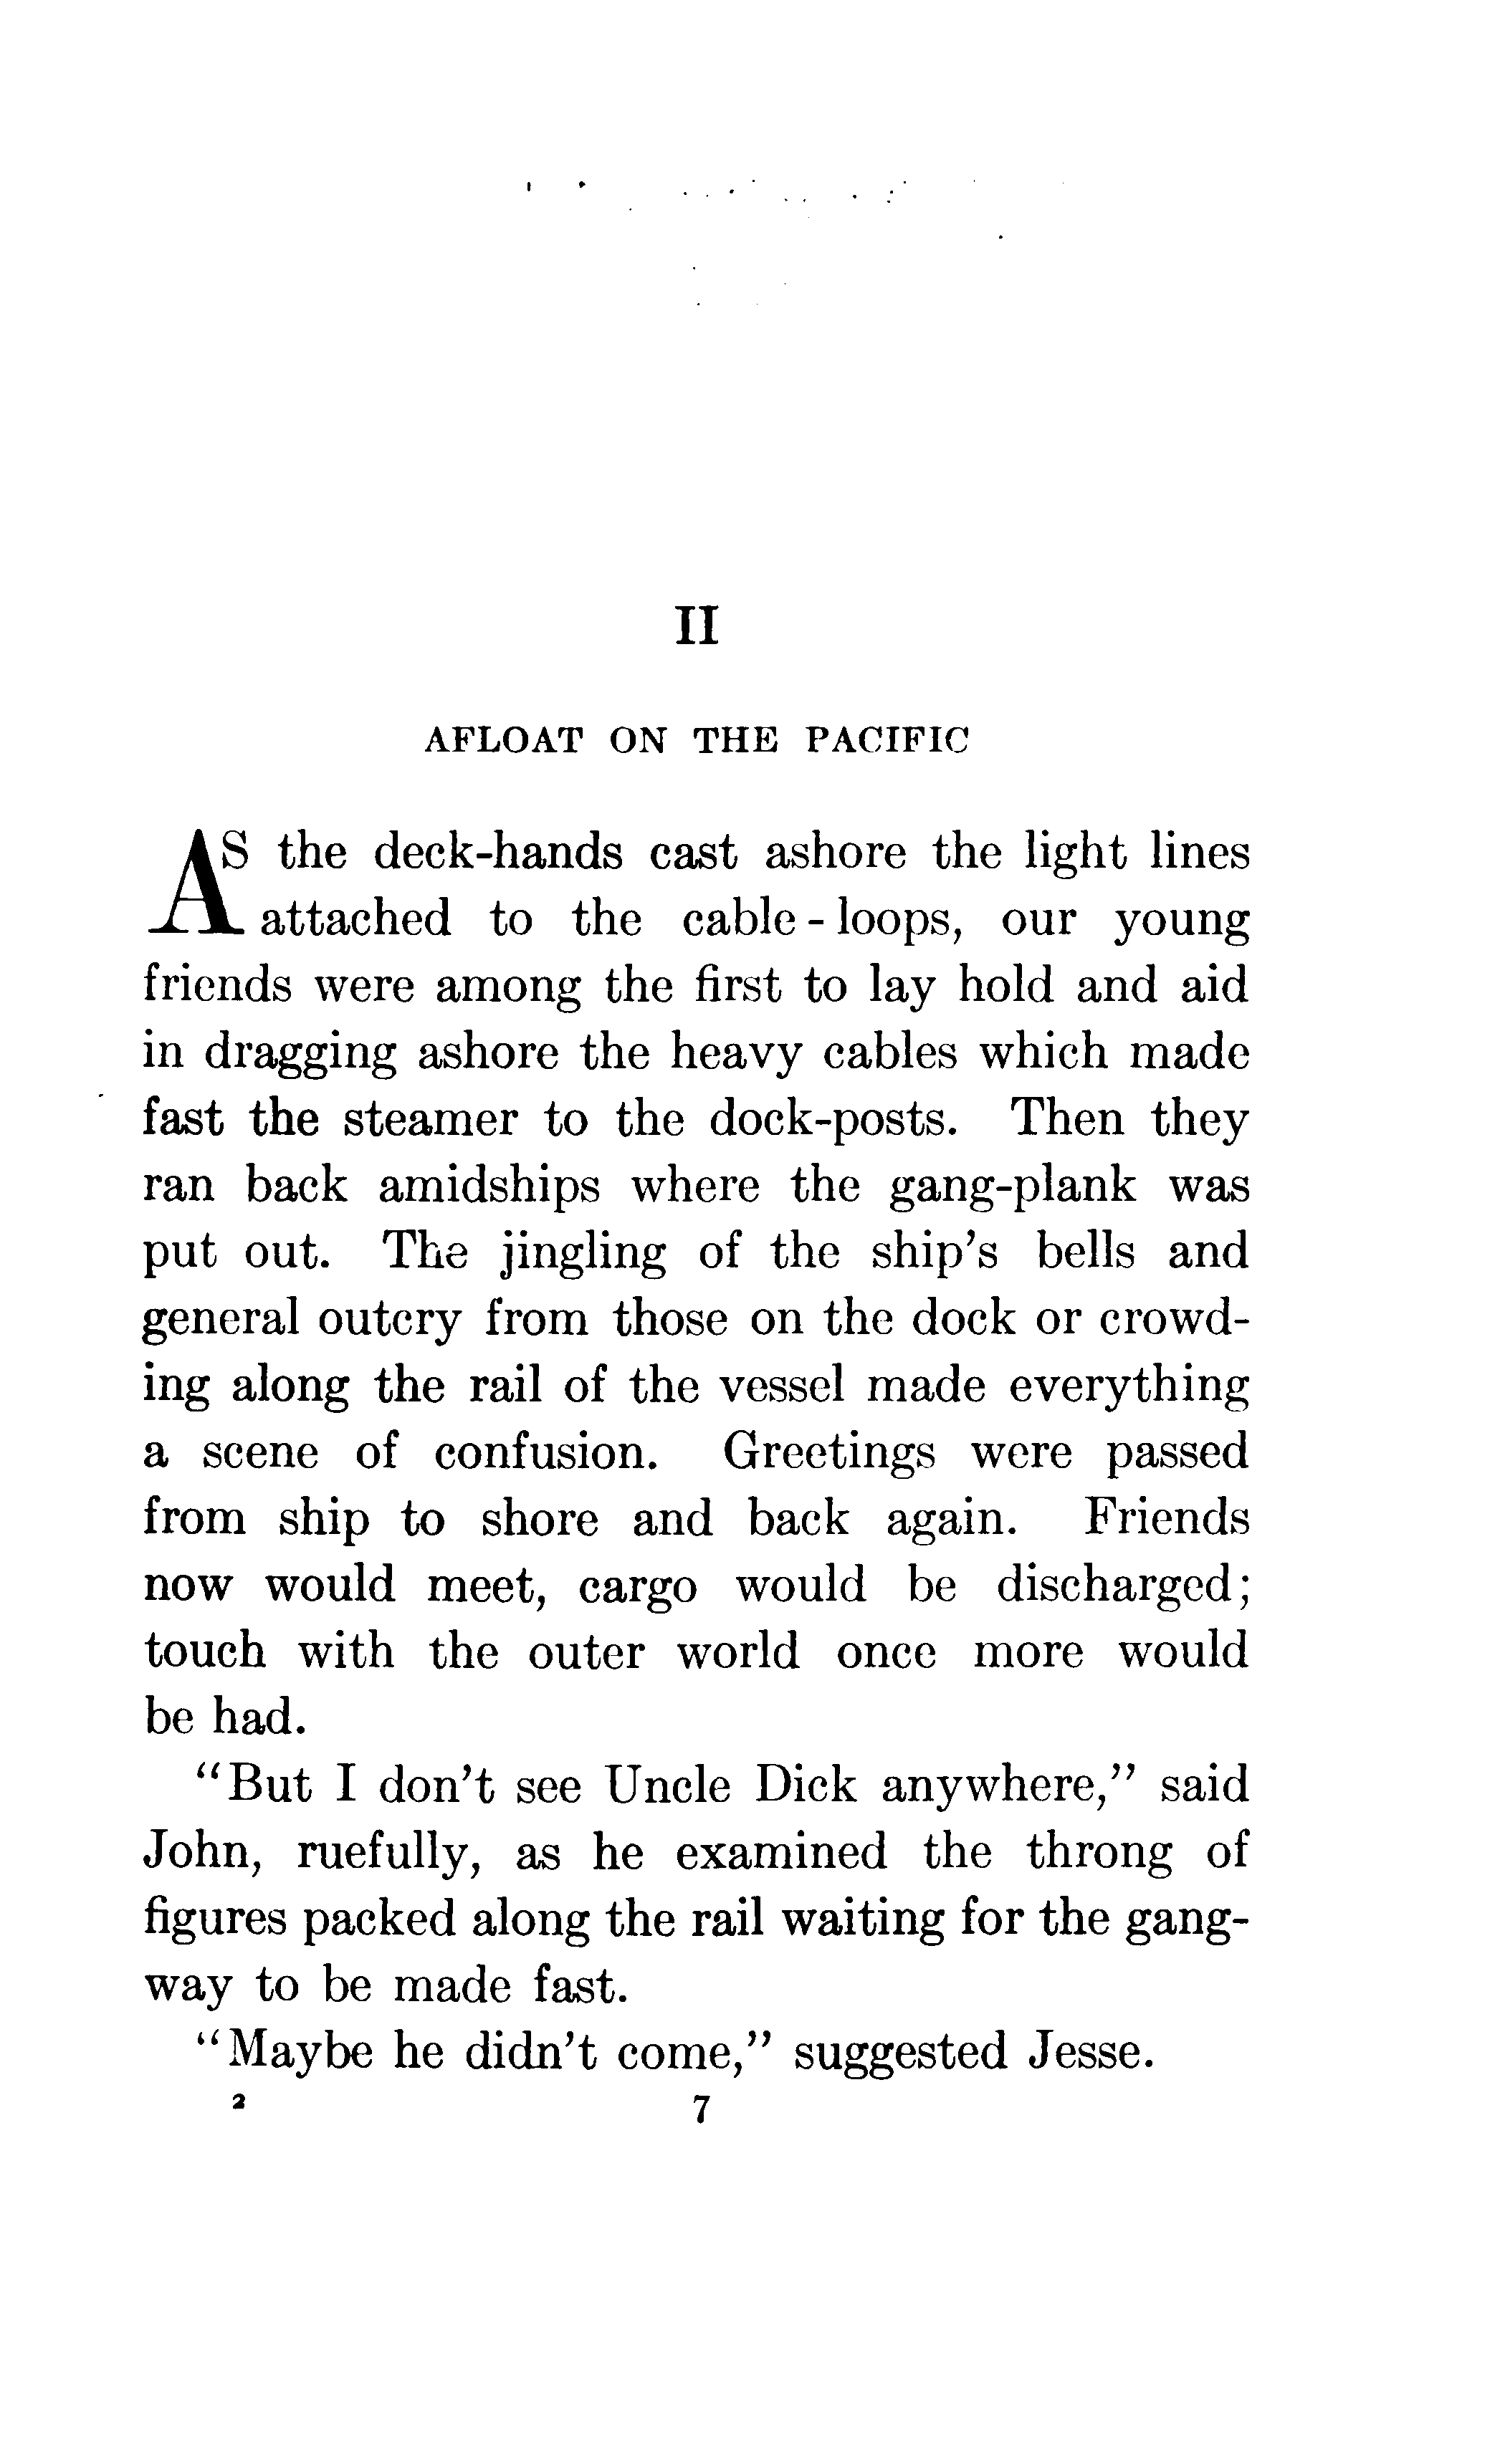 II
AFLOAT ON THE PACIFIC
AS the deck-hands cast ashore the light lines
attached to the cable-loops, our young
friends were among the first to lay hold and aid
in dragging ashore the heavy cables which made
fast the steamer to the dock-posts. Then they
ran back amidships where the gang-plank was
put out. The jingling of the ship's bells and
general outcry from those on the dock or crowd-
ing along the rail of the vessel made everything
a scene of confusion. Greetings were passed
from ship to shore and back again. Friends
now would meet, cargo would be discharged;
touch with the outer world once more would
be had.
"But I don't see Uncle Dick anywhere," said
John, ruefully, as he examined the throng of
figures packed along the rail waiting for the gang-
way to be made fast.
"Maybe he didn't come," suggested Jesse.
2 7